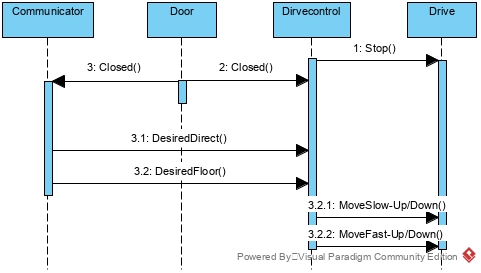 Communicator
Door
Dirvecontrol
Drive
1: Stop()
3: Closed()
2: Closed()
3.1: DesiredDirect()
3.2: DesiredFloor()
3.2.1: MoveSlow-Up/Down()
3.2.2: MoveFast-Up/Down()
Powered By Visual Paradigm Community Edition